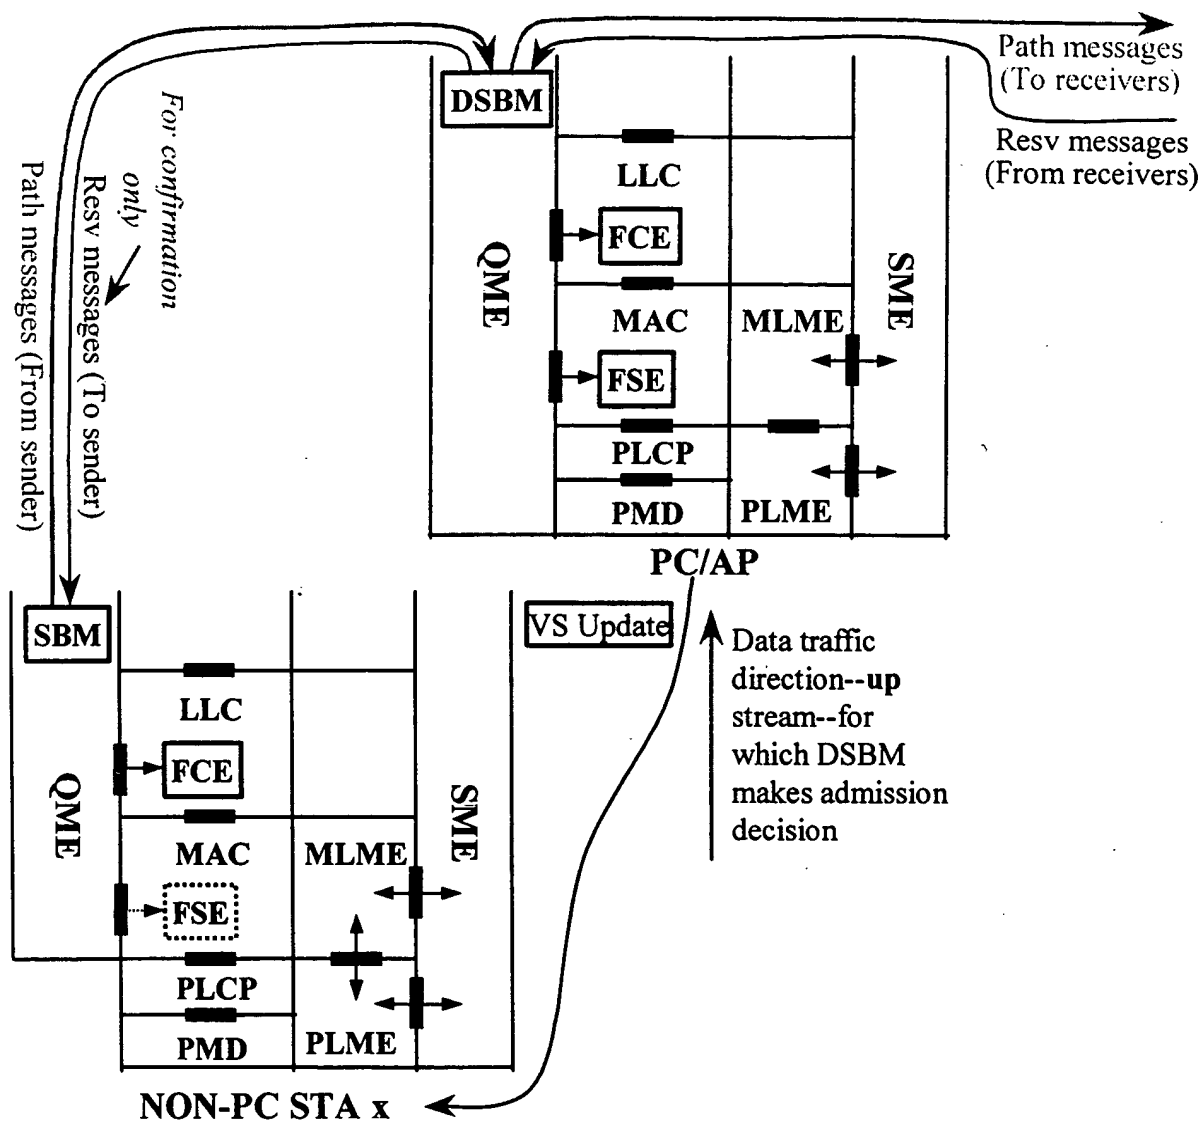 Path messages
(To receivers)
DSBM
Resv messages
(From receivers)
LLC
FCE
QME
SME
MAC
MLME
FSE
PLCP
PMD
PLME
PC/AP
For confirmation
only
Resv messages (To sender)
Path messages (From sender)
SBM
VS Update
Data traffic
direction--up
stream--for
which DSBM
makes admission
decision
LLC
FCE
QME
SME
MAC
MLME
FSE
PLCP
PMD
PLME
NON-PC STA x